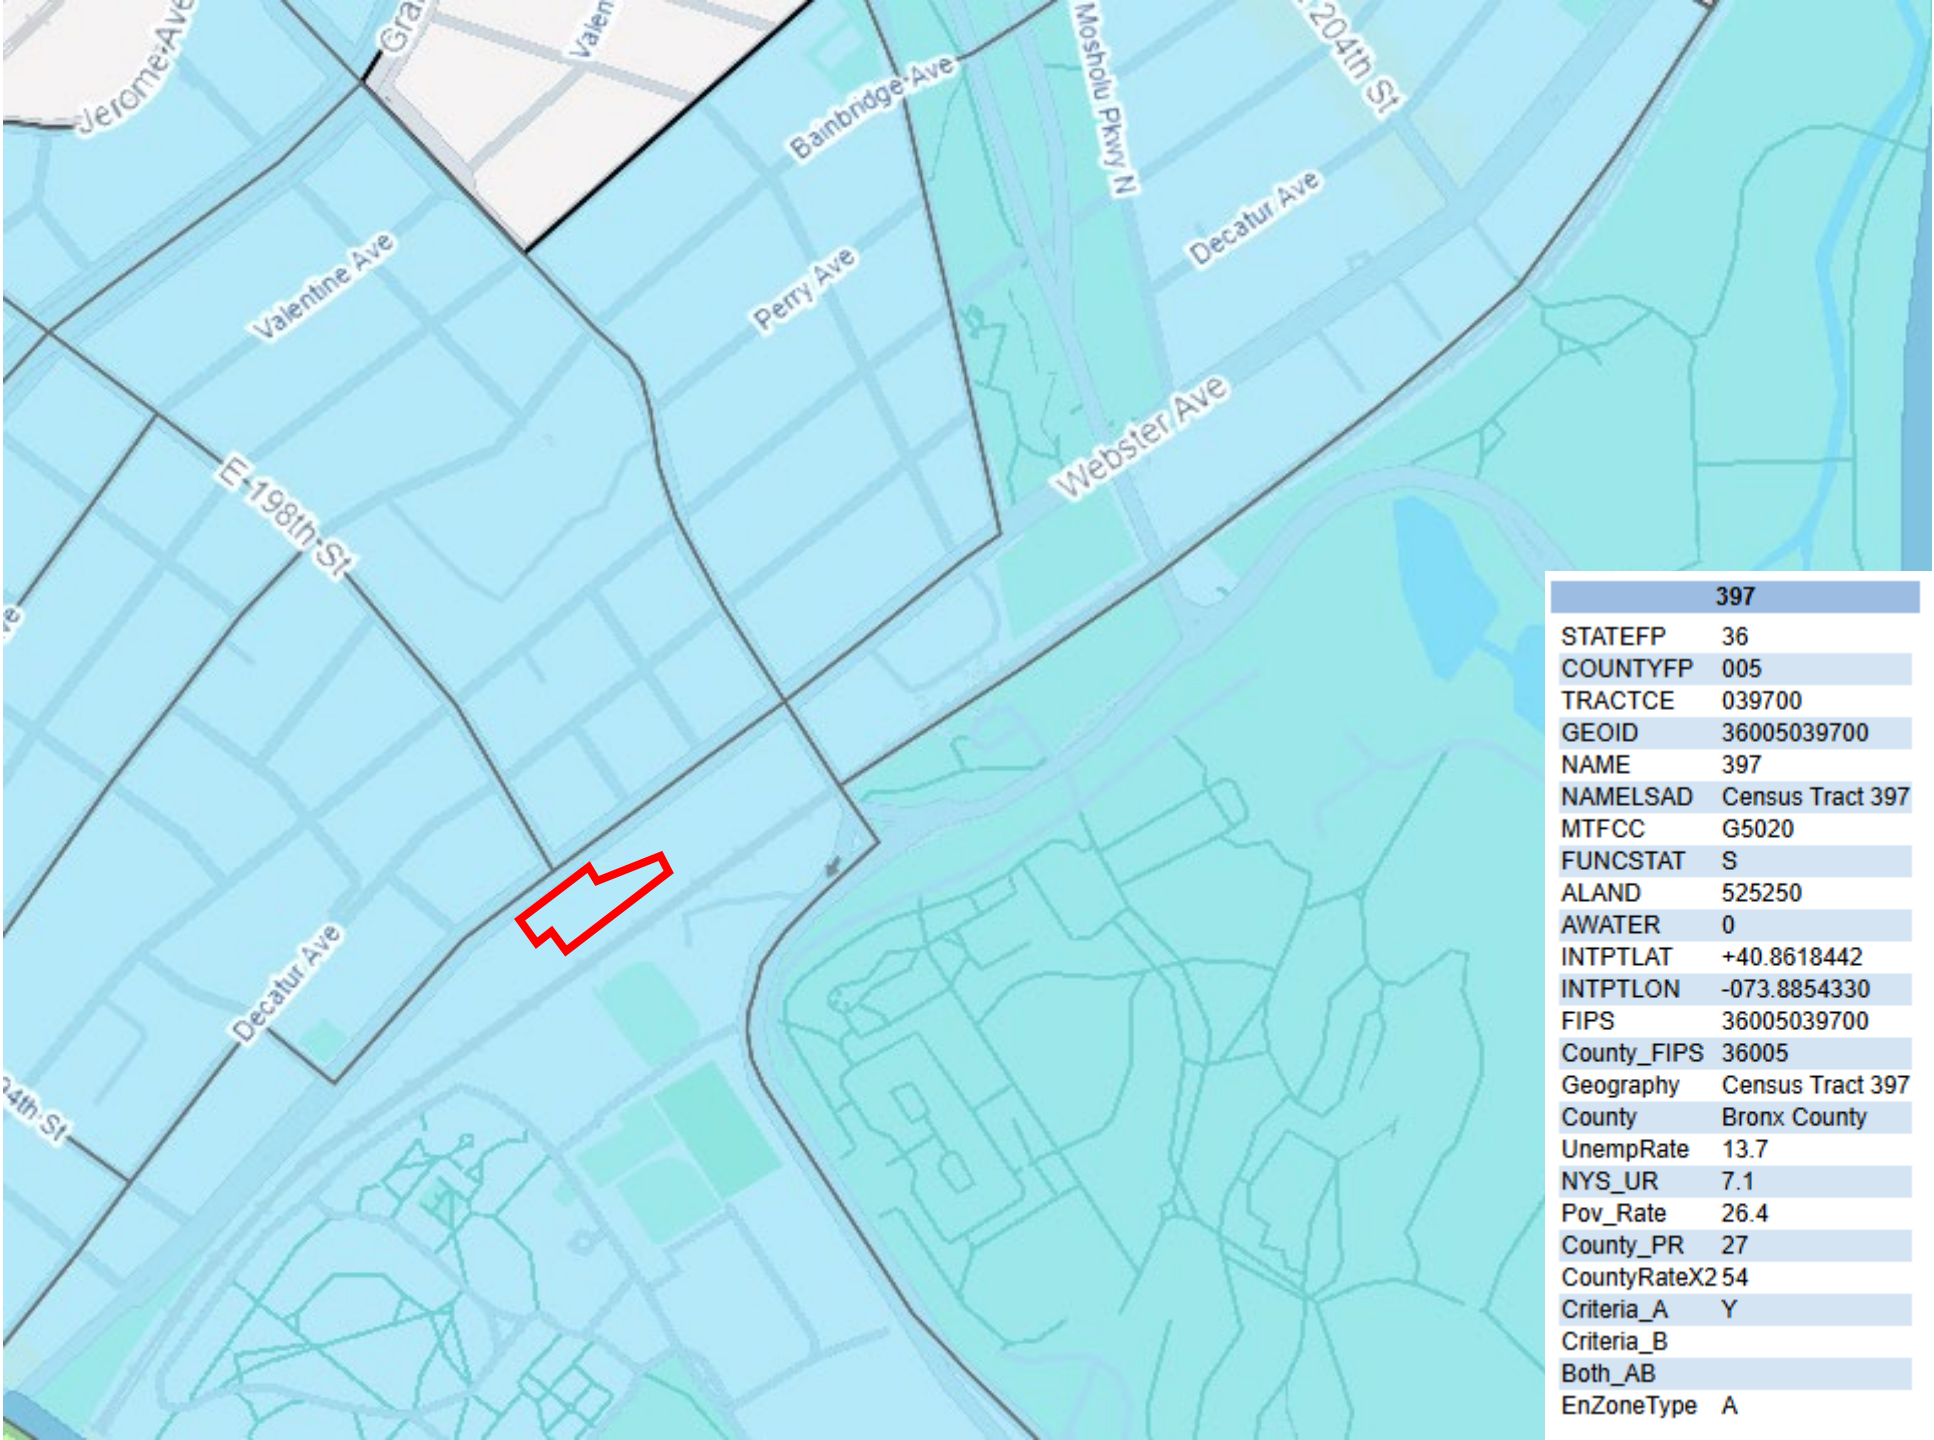 Jerome Ave
Gra
Valen
Mosholu Pkwy N
204th St
Bainbridge Ave
Decatur Ave
Valentine Ave
Perry Ave
Webster Ave
E 198th St
Decatur Ave
94th St
397
STATEFP 36
COUNTYFP 005
TRACTCE 039700
GEOID 36005039700
NAME 397
NAMELSAD Census Tract 397
MTFCC G5020
FUNCSTAT S
ALAND 525250
AWATER 0
INTPTLAT +40.8618442
INTPTLON -073.8854330
FIPS 36005039700
County_FIPS 36005
Geography Census Tract 397
County Bronx County
UnempRate 13.7
NYS_UR 7.1
Pov_Rate 26.4
County_PR 27
CountyRateX2 54
Criteria_A Y
Criteria_B
Both_AB
EnZoneType A